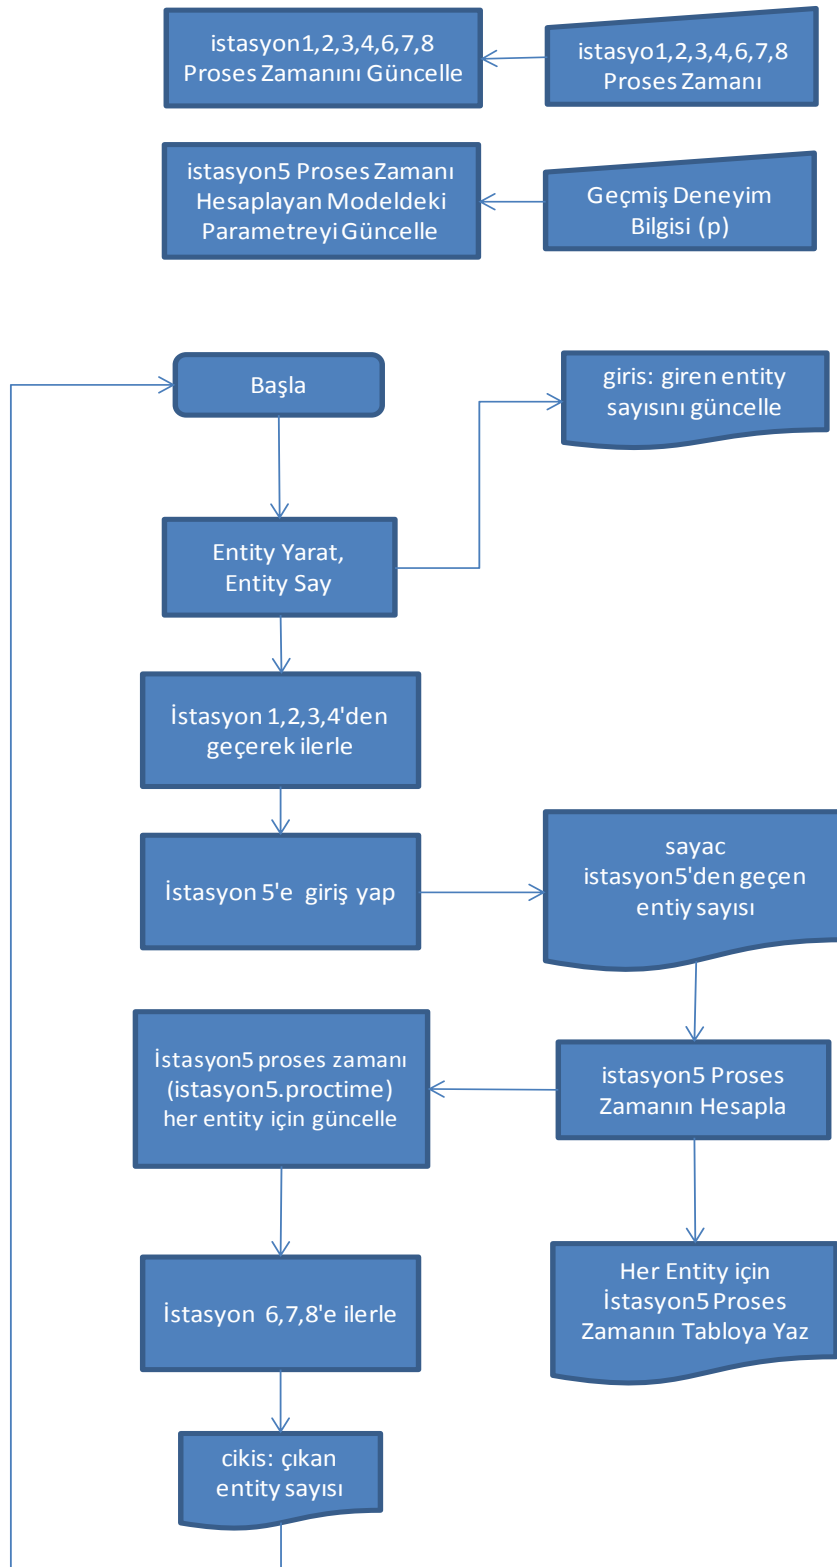 istasyon1,2,3,4,6,7,8
Proses Zamanını Güncelle
istasyo1,2,3,4,6,7,8
Proses Zamanı
istasyon5 Proses Zamanı
Hesaplayan Modeldeki
Parametreyi Güncelle
Geçmiş Deneyim
Bilgisi (p)
Başla
giris: giren entity
sayısını güncelle
Entity Yarat,
Entity Say
İstasyon 1,2,3,4'den
geçerek ilerle
İstasyon 5'e giriş yap
sayac
istasyon5'den geçen
entiy sayısı
İstasyon5 proses zamanı
(istasyon5.proctime)
her entity için güncelle
istasyon5 Proses
Zamanın Hesapla
İstasyon 6,7,8'e ilerle
Her Entity için
İstasyon5 Proses
Zamanın Tabloya Yaz
cikis: çıkan
entity sayısı